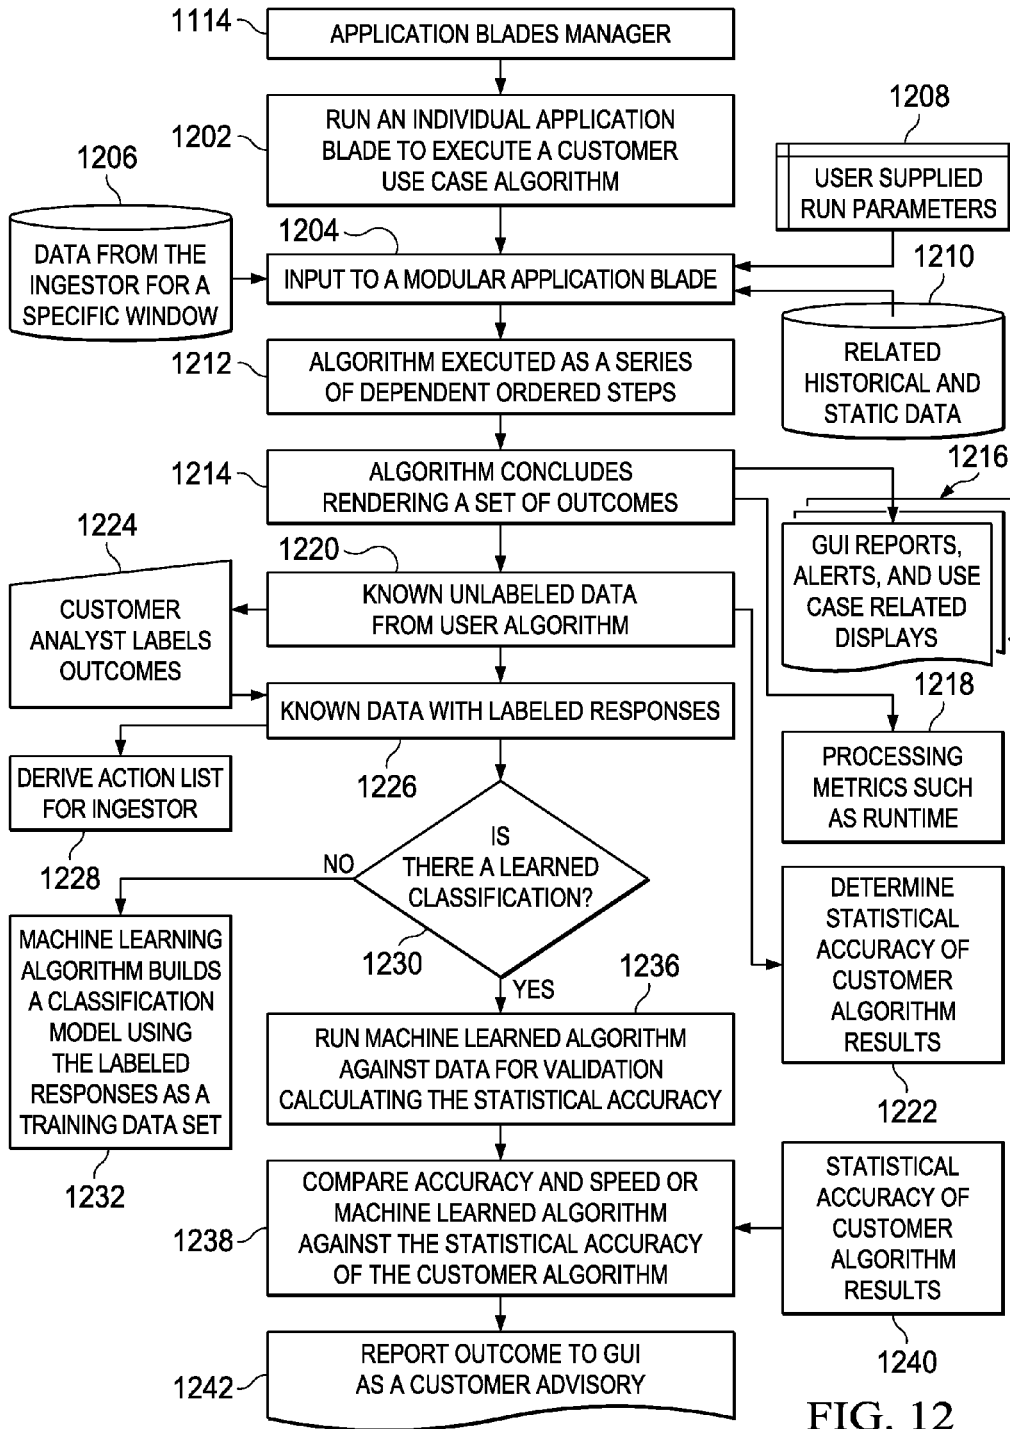 1114
APPLICATION BLADES MANAGER
1202
RUN AN INDIVIDUAL APPLICATION
BLADE TO EXECUTE A CUSTOMER
USE CASE ALGORITHM
1208
USER SUPPLIED
RUN PARAMETERS
1206
DATA FROM THE
INGESTOR FOR A
SPECIFIC WINDOW
1204
INPUT TO A MODULAR APPLICATION BLADE
1210
RELATED
HISTORICAL AND
STATIC DATA
1212
ALGORITHM EXECUTED AS A SERIES
OF DEPENDENT ORDERED STEPS
1214
ALGORITHM CONCLUDES
RENDERING A SET OF OUTCOMES
1216
GUI REPORTS,
ALERTS, AND USE
CASE RELATED
DISPLAYS
1224
CUSTOMER
ANALYST LABELS
OUTCOMES
1220
KNOWN UNLABELED DATA
FROM USER ALGORITHM
1218
PROCESSING
METRICS SUCH
AS RUNTIME
KNOWN DATA WITH LABELED RESPONSES
1226
DERIVE ACTION LIST
FOR INGESTOR
1228
IS
THERE A LEARNED
CLASSIFICATION?
NO
1230
YES
DETERMINE
STATISTICAL
ACCURACY OF
CUSTOMER
ALGORITHM
RESULTS
1222
MACHINE LEARNING
ALGORITHM BUILDS
A CLASSIFICATION
MODEL USING
THE LABELED
RESPONSES AS A
TRAINING DATA SET
1232
1236
RUN MACHINE LEARNED ALGORITHM
AGAINST DATA FOR VALIDATION
CALCULATING THE STATISTICAL ACCURACY
1238
COMPARE ACCURACY AND SPEED OR
MACHINE LEARNED ALGORITHM
AGAINST THE STATISTICAL ACCURACY
OF THE CUSTOMER ALGORITHM
STATISTICAL
ACCURACY OF
CUSTOMER
ALGORITHM
RESULTS
1240
1242
REPORT OUTCOME TO GUI
AS A CUSTOMER ADVISORY
FIG. 12